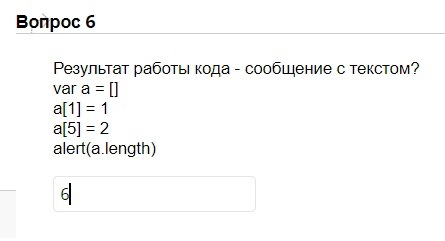 Вопрос 6
Результат работы кода - сообщение с текстом?
var a = []
a[1] = 1
a[5] = 2
alert(a.length)
6